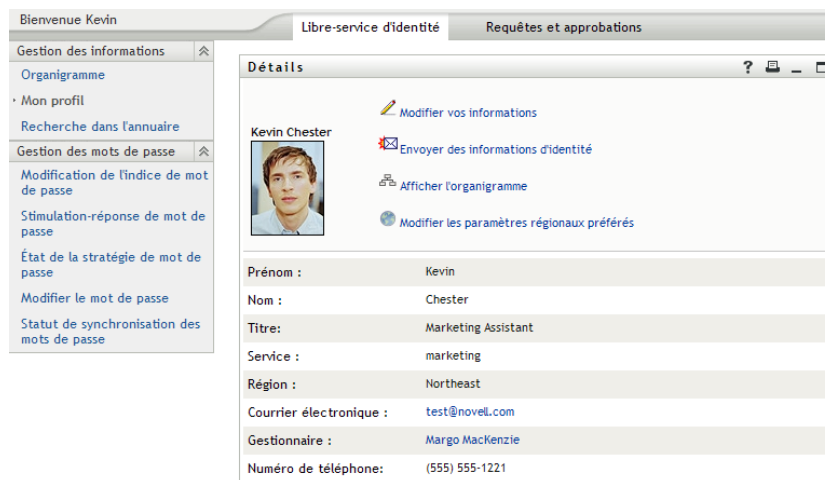 Bienvenue Kevin
Libre-service d'identité
Requêtes et approbations
Gestion des informations
Organigramme
Mon profil
Recherche dans l'annuaire
Gestion des mots de passe
Modification de l'indice de mot
de passe
Stimulation-réponse de mot de
passe
État de la stratégie de mot de
passe
Modifier le mot de passe
Statut de synchronisation des
mots de passe
Détails
?
Kevin Chester
Modifier vos informations
Envoyer des informations d'identité
Afficher l'organigramme
Modifier les paramètres régionaux préférés
Prénom : Kevin
Nom : Chester
Titre: Marketing Assistant
Service : marketing
Région : Northeast
Courrier électronique : test@novell.com
Gestionnaire : Margo MacKenzie
Numéro de téléphone: (555) 555-1221